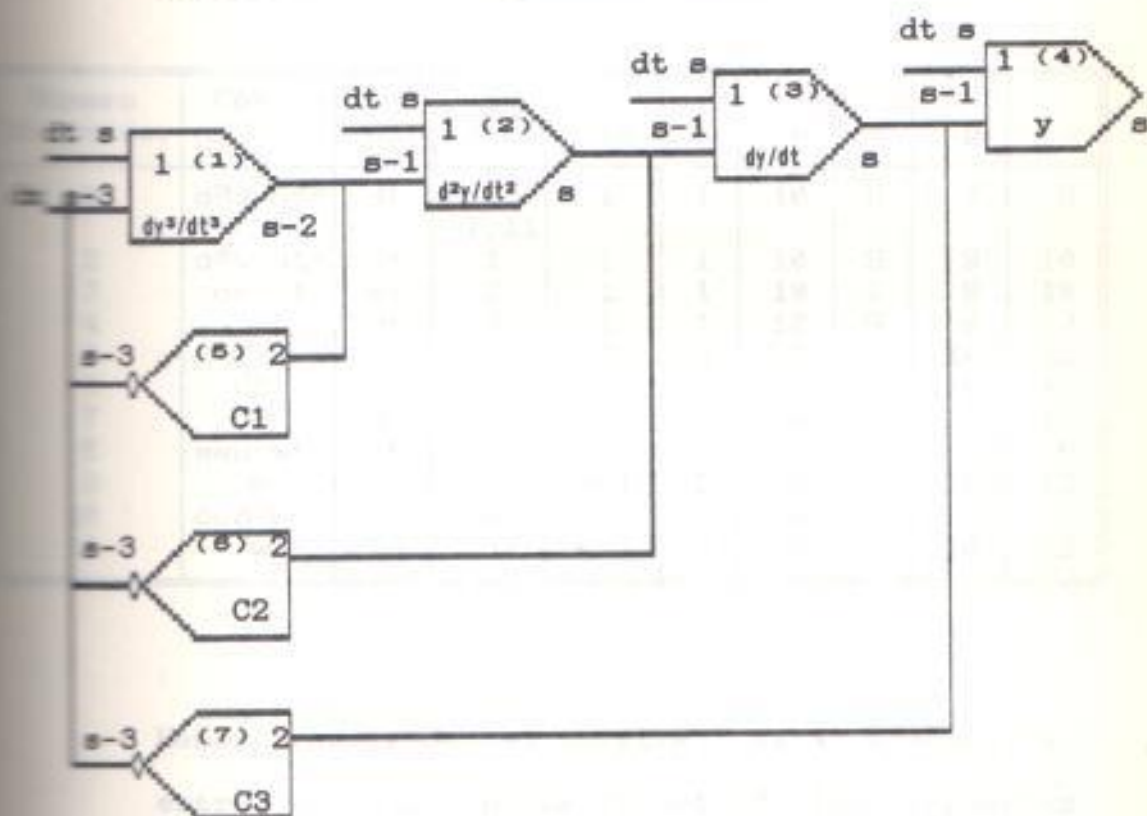 dt s
1 (4)
s-1
y
s
dt s
1 (3)
s-1
dy/dt
s
dt s
1 (2)
s-1
d²y/dt²
s
dt s
1 (1)
s-3
dy³/dt³
s-2
s-3
(5) 2
C1
s-3
(6) 2
C2
s-3
(7) 2
C3